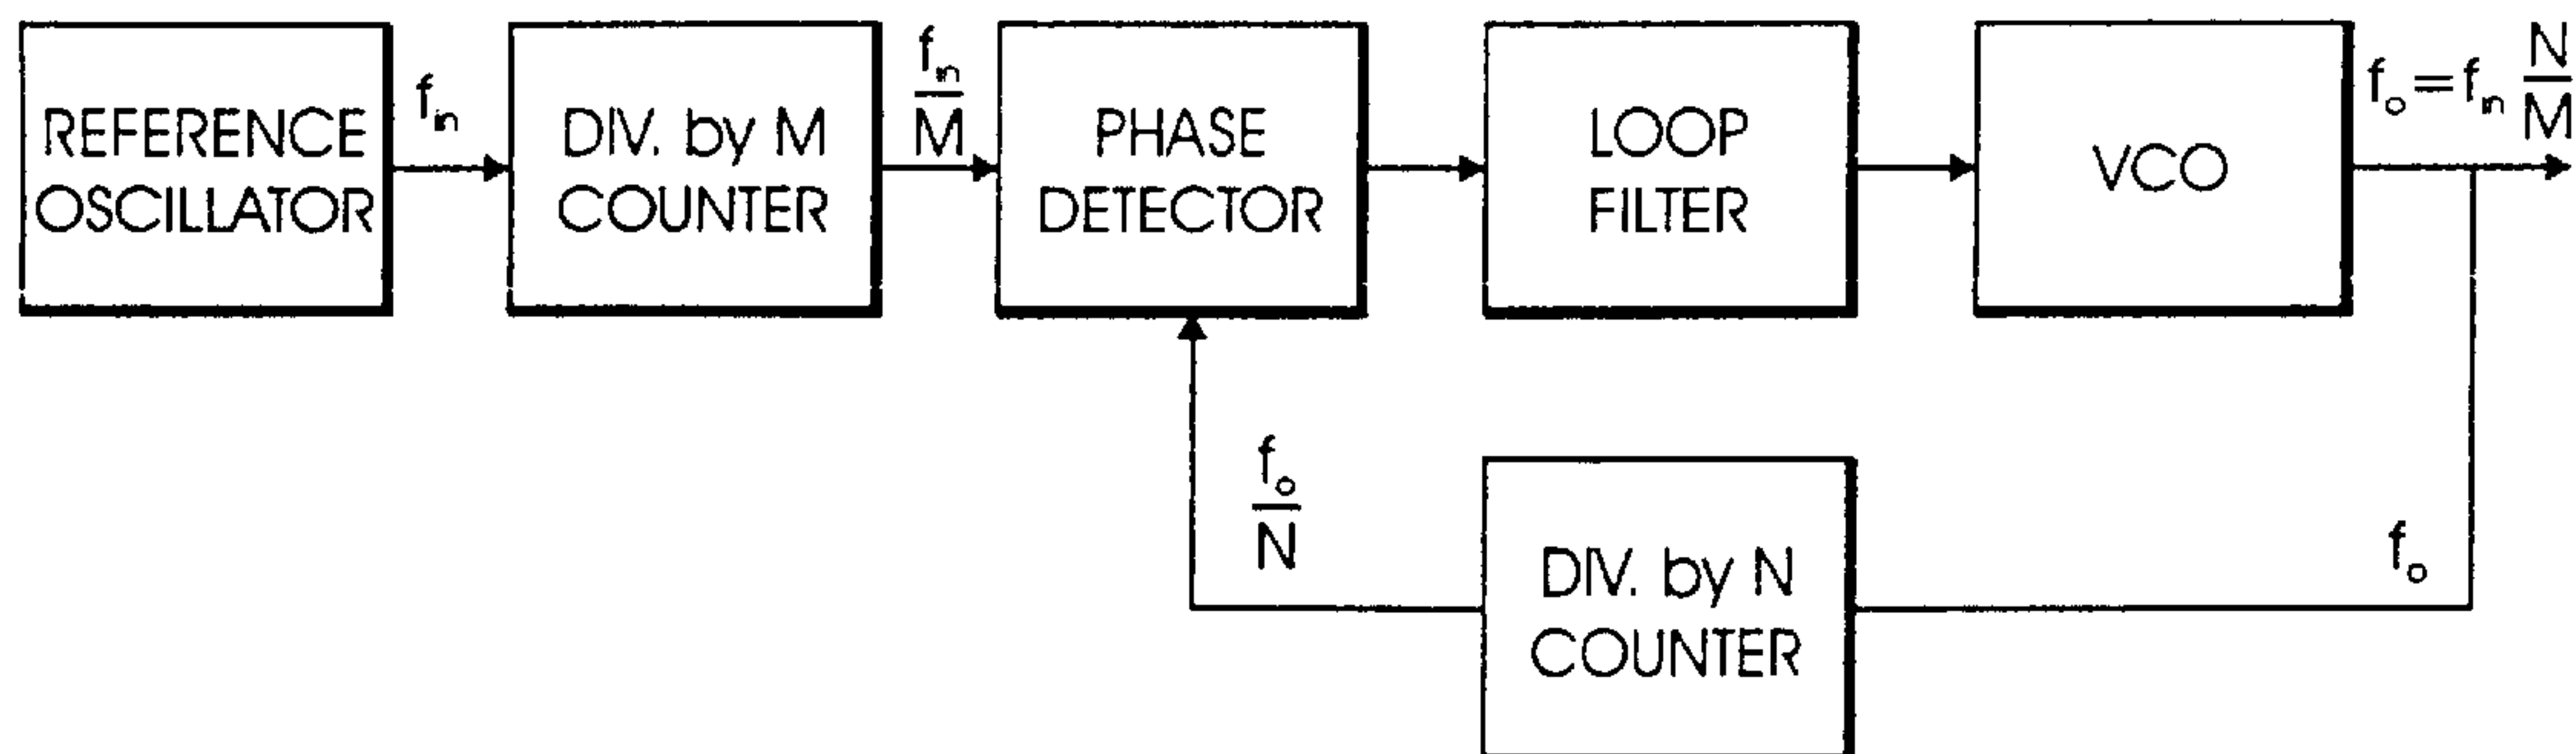 REFERENCE
OSCILLATOR
f_in
DIV. by M
COUNTER
f_in
M
PHASE
DETECTOR
LOOP
FILTER
VCO
f_o = f_in N/M
f_o
N
DIV. by N
COUNTER
f_o